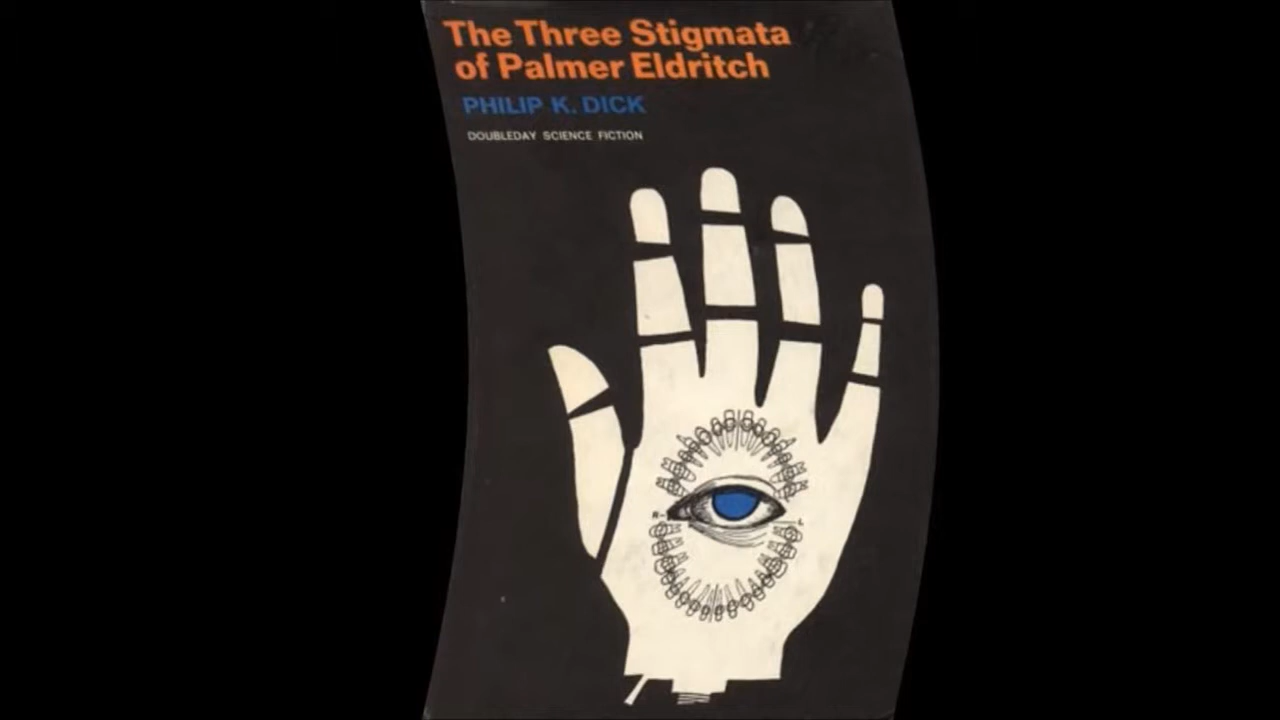 The Three Stigmata
of Palmer Eldritch
PHILIP K. DICK
DOUBLEDAY SCIENCE FICTION
R
L